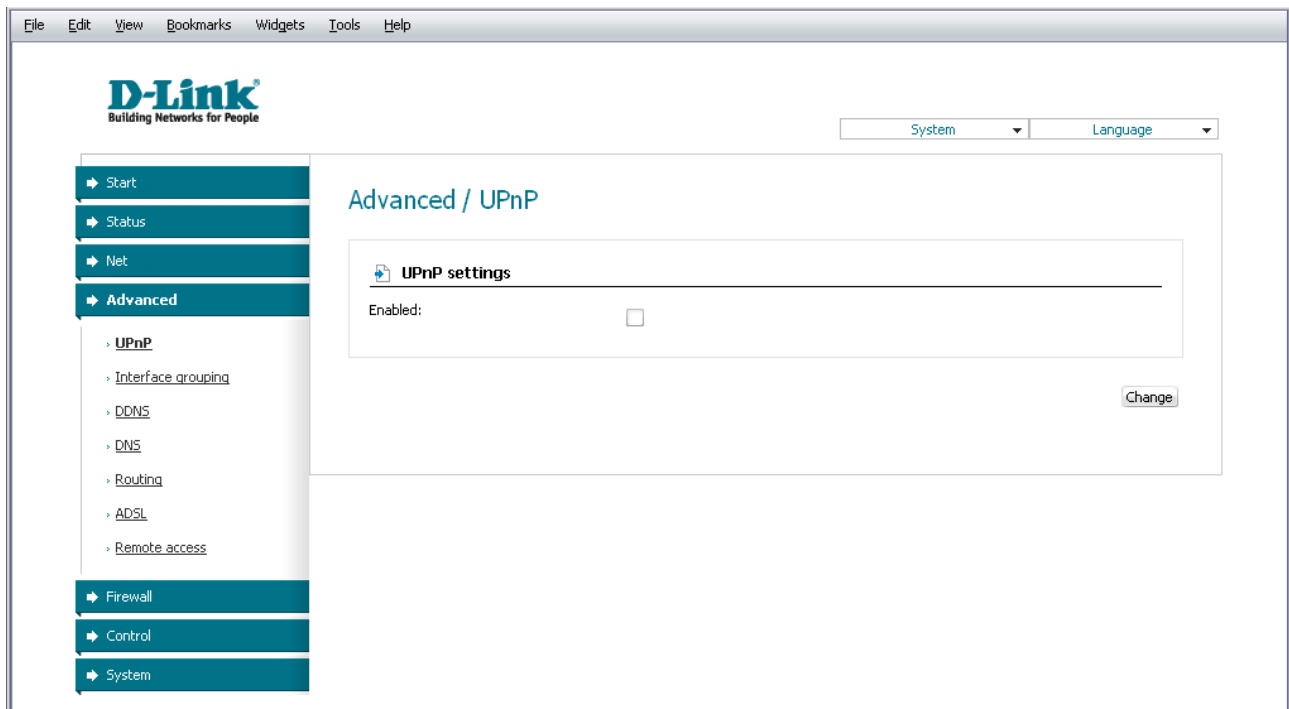 File Edit View Bookmarks Widgets Tools Help
D-Link®
Building Networks for People
System Language
Start
Status
Net
Advanced
UPnP
Interface grouping
DDNS
DNS
Routing
ADSL
Remote access
Firewall
Control
System
Advanced / UPnP
UPnP settings
Enabled:
Change